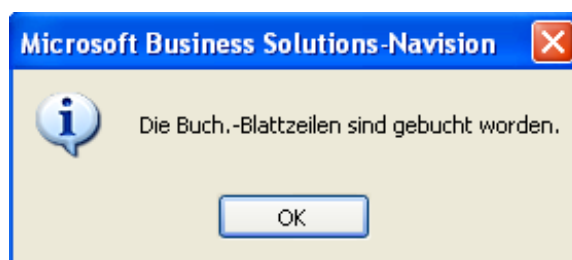 Microsoft Business Solutions-Navision
Die Buch.-Blattzeilen sind gebucht worden.
OK